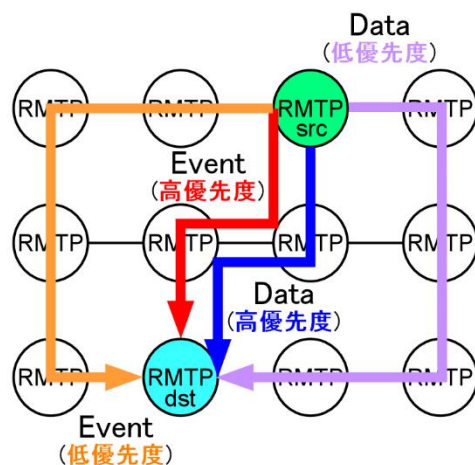 Data
(低優先度)
RMTP
RMTP
RMTP
src
RMTP
Event
(高優先度)
RMTP
RMTP
RMTP
RMTP
Data
(高優先度)
RMTP
RMTP
dst
RMTP
RMTP
Event
(低優先度)